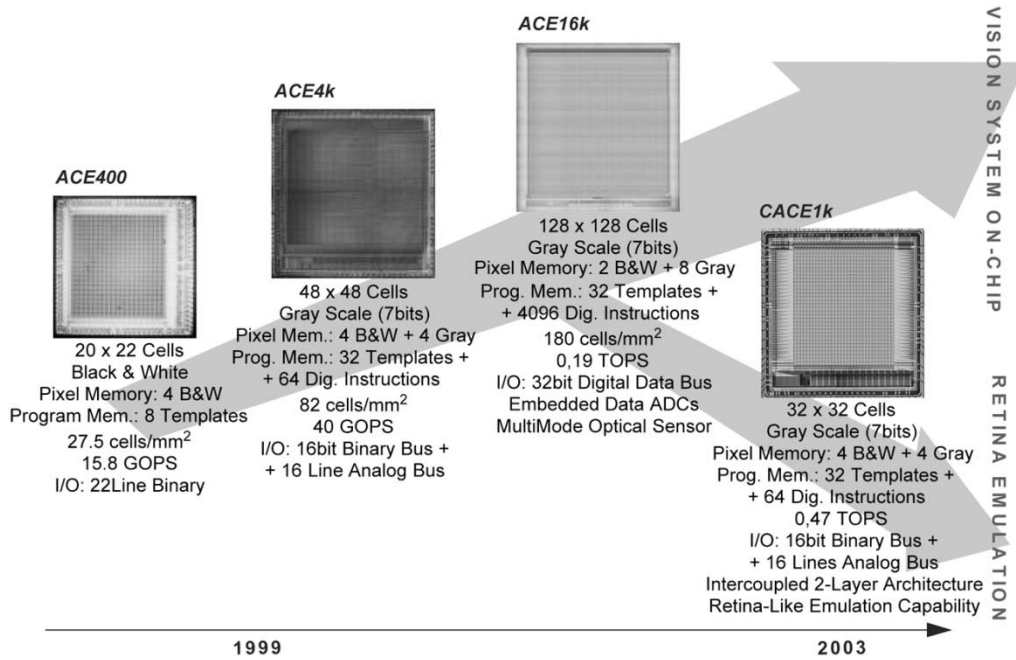 ACE400
20 x 22 Cells
Black & White
Pixel Memory: 4 B&W
Program Mem.: 8 Templates
27.5 cells/mm²
15.8 GOPS
I/O: 22Line Binary
ACE4k
48 x 48 Cells
Gray Scale (7bits)
Pixel Mem.: 4 B&W + 4 Gray
Prog. Mem.: 32 Templates +
+ 64 Dig. Instructions
82 cells/mm²
40 GOPS
I/O: 16bit Binary Bus +
+ 16 Line Analog Bus
ACE16k
128 x 128 Cells
Gray Scale (7bits)
Pixel Memory: 2 B&W + 8 Gray
Prog. Mem.: 32 Templates +
+ 4096 Dig. Instructions
180 cells/mm²
0,19 TOPS
I/O: 32bit Digital Data Bus
Embedded Data ADCs
MultiMode Optical Sensor
CACE1k
32 x 32 Cells
Gray Scale (7bits)
Pixel Memory: 4 B&W + 4 Gray
Prog. Mem.: 32 Templates +
+ 64 Dig. Instructions
0,47 TOPS
I/O: 16bit Binary Bus +
+ 16 Lines Analog Bus
Intercoupled 2-Layer Architecture
Retina-Like Emulation Capability
VISION SYSTEM ON-CHIP
RETINA EMULATION
1999
2003